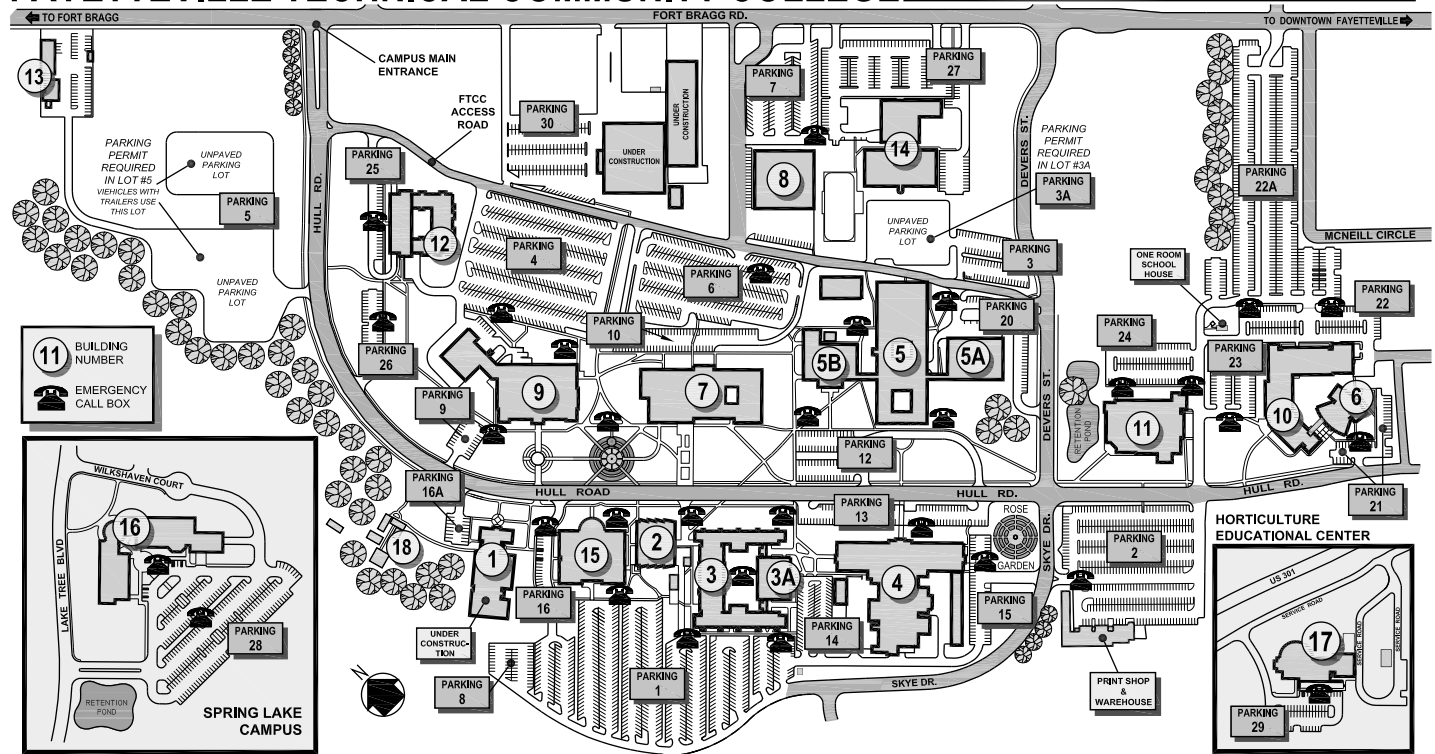 FAYETTEVILLE TECHNICAL COMMUNITY COLLEGE
TO FORT BRAGG
FORT BRAGG RD.
TO DOWNTOWN FAYETTEVILLE
13
CAMPUS MAIN
ENTRANCE
FTCC
ACCESS
ROAD
PARKING
30
UNDER
CONSTRUCTION
UNDER
CONSTRUCTION
PARKING
7
PARKING
27
14
8
DEVERS ST.
PARKING
PERMIT
REQUIRED
IN LOT #3A
PARKING
3A
PARKING
22A
PARKING
PERMIT
REQUIRED
IN LOT #5
VIEHICLES WITH
TRAILERS USE
THIS LOT
UNPAVED
PARKING
LOT
PARKING
5
HULL RD.
PARKING
25
12
PARKING
4
PARKING
6
UNPAVED
PARKING
LOT
PARKING
3
MCNEILL CIRCLE
ONE ROOM
SCHOOL
HOUSE
UNPAVED
PARKING
LOT
PARKING
10
PARKING
20
PARKING
24
PARKING
22
PARKING
23
11
BUILDING
NUMBER
EMERGENCY
CALL BOX
PARKING
26
PARKING
9
9
7
5B
5
5A
DEVERS ST.
RETENTION
POND
11
10
6
PARKING
12
PARKING
16A
HULL ROAD
HULL RD.
HULL RD.
PARKING
21
PARKING
13
WILKSHAVEN COURT
16
LAKE TREE BLVD
PARKING
28
RETENTION
POND
SPRING LAKE
CAMPUS
18
1
15
2
3
3A
4
ROSE
GARDEN
SKYE DR.
PARKING
2
PARKING
16
PARKING
14
PARKING
15
UNDER
CONSTRUC-
TION
PARKING
8
PARKING
1
N
SKYE DR.
PRINT SHOP
&
WAREHOUSE
HORTICULTURE
EDUCATIONAL CENTER
US 301
SERVICE ROAD
SERVICE ROAD
SERVICE ROAD
17
PARKING
29